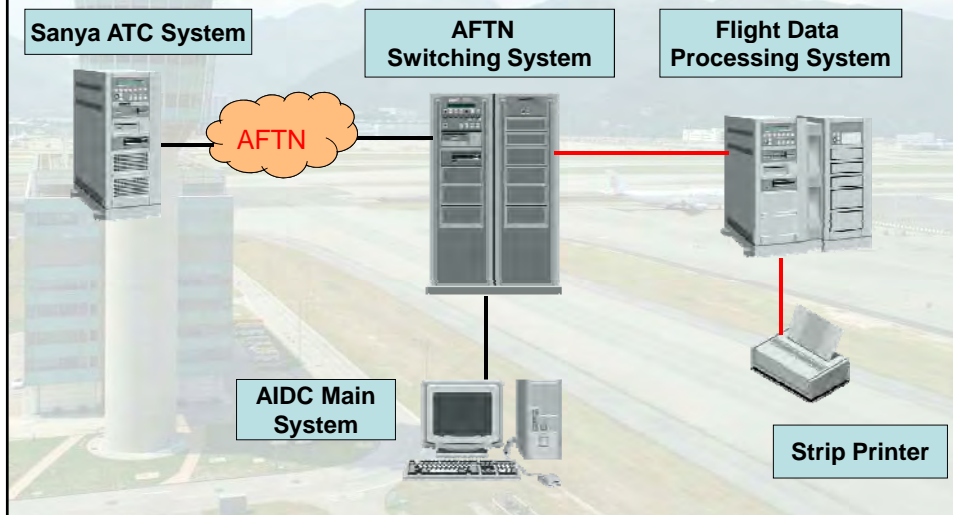 Sanya ATC System
AFTN
Switching System
Flight Data
Processing System
AFTN
AIDC Main
System
Strip Printer